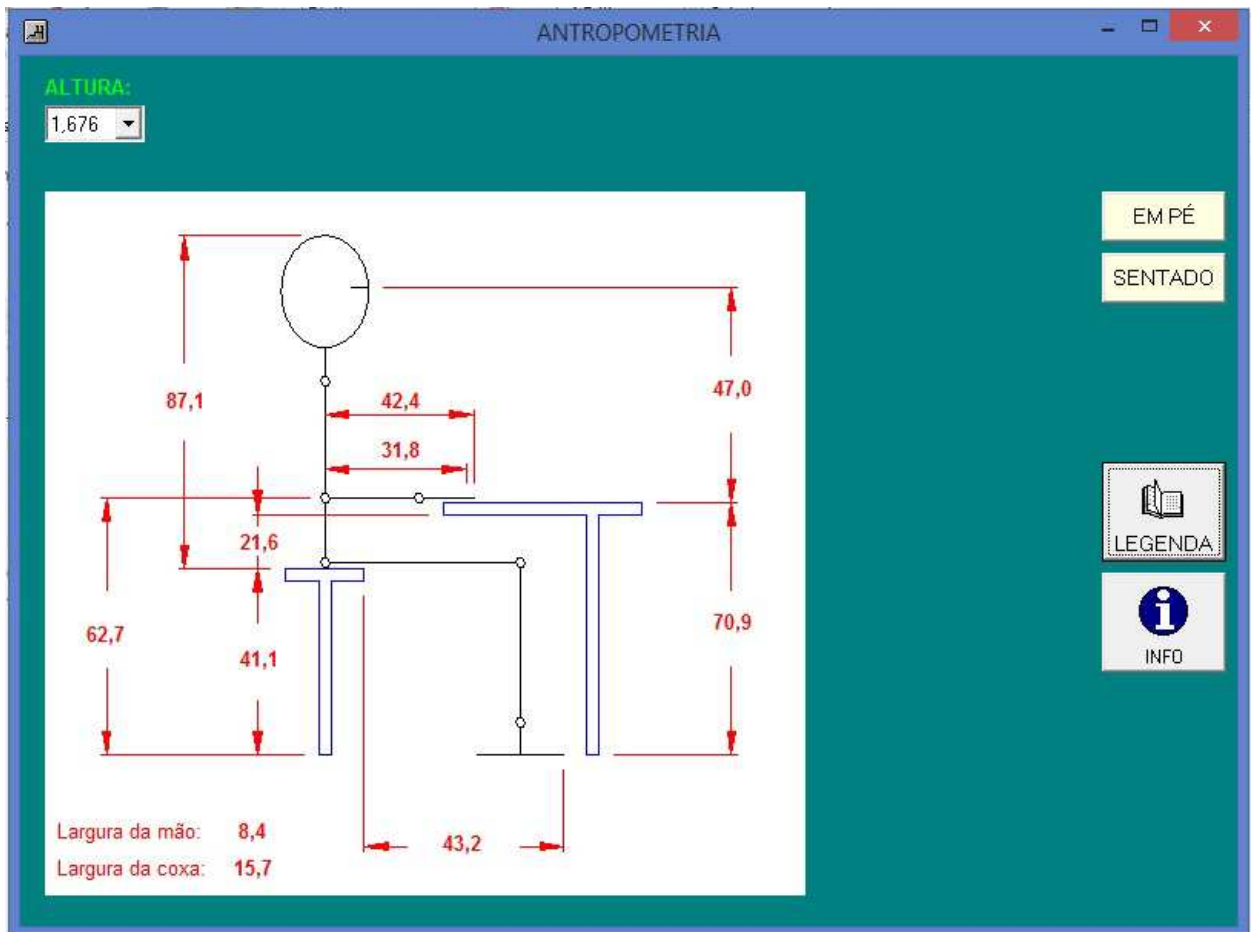 ANTROPOMETRIA
ALTURA:
1,676
EM PÉ
SENTADO
87,1
42,4
47,0
31,8
21,6
LEGENDA
62,7
41,1
70,9
INFO
Largura da mão: 8,4
43,2
Largura da coxa: 15,7